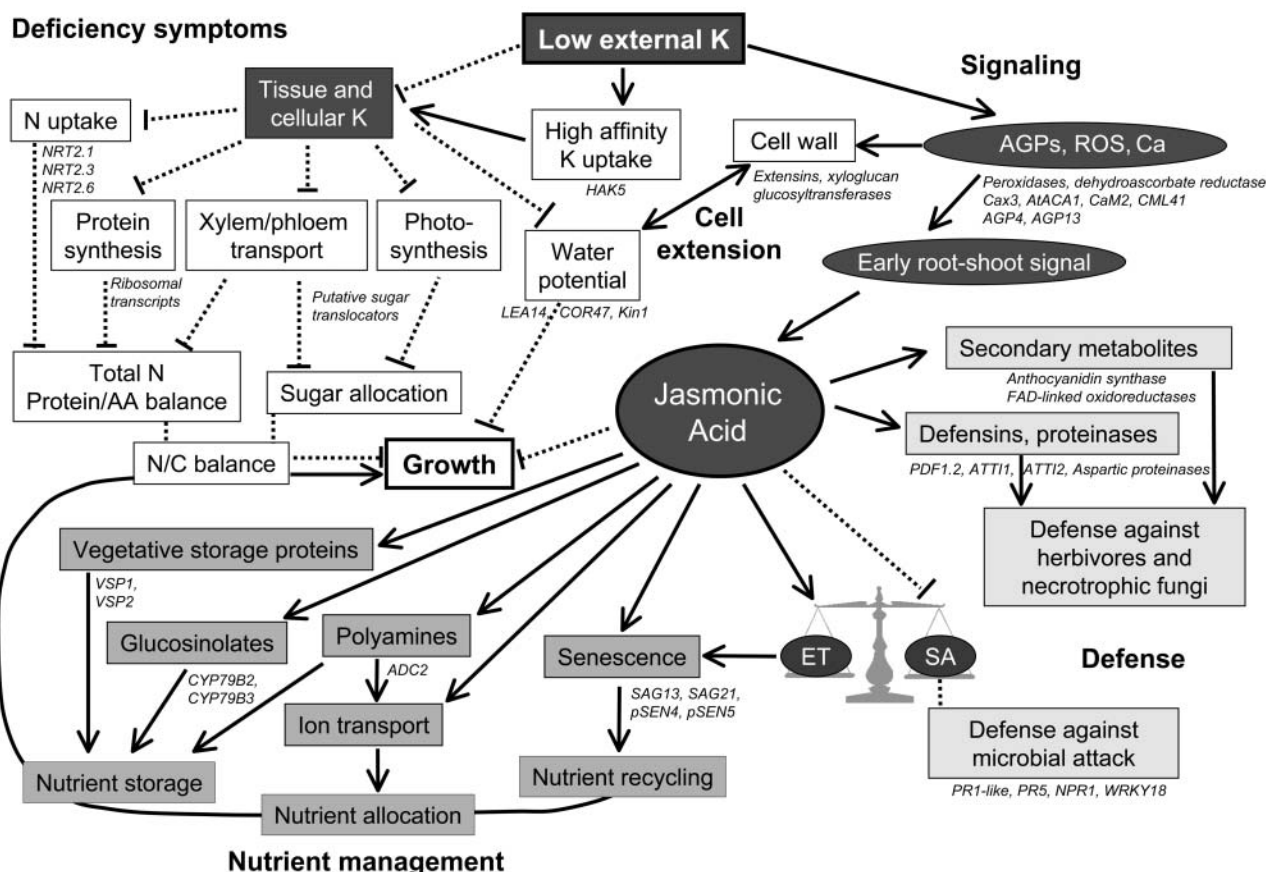 Deficiency symptoms
Low external K
Signaling
Tissue and
cellular K
N uptake
NRT2.1
NRT2.3
NRT2.6
High affinity
K uptake
HAK5
Cell wall
Extensins, xyloglucan
glucosyltransferases
AGPs, ROS, Ca
Peroxidases, dehydroascorbate reductase
Cax3, AtACA1, CaM2, CML41
AGP4, AGP13
Protein
synthesis
Ribosomal
transcripts
Xylem/phloem
transport
Putative sugar
translocators
Photo-
synthesis
Cell
extension
Water
potential
LEA14, COR47, Kin1
Early root-shoot signal
Total N
Protein/AA balance
Sugar allocation
Jasmonic
Acid
Secondary metabolites
Anthocyanidin synthase
FAD-linked oxidoreductases
Defensins, proteinases
PDF1.2, ATTI1, ATTI2, Aspartic proteinases
N/C balance
Growth
Defense against
herbivores and
necrotrophic fungi
Vegetative storage proteins
VSP1,
VSP2
Glucosinolates
CYP79B2,
CYP79B3
Polyamines
ADC2
Senescence
SAG13, SAG21,
pSEN4, pSEN5
ET
SA
Defense
Ion transport
Defense against
microbial attack
PR1-like, PR5, NPR1, WRKY18
Nutrient storage
Nutrient recycling
Nutrient allocation
Nutrient management